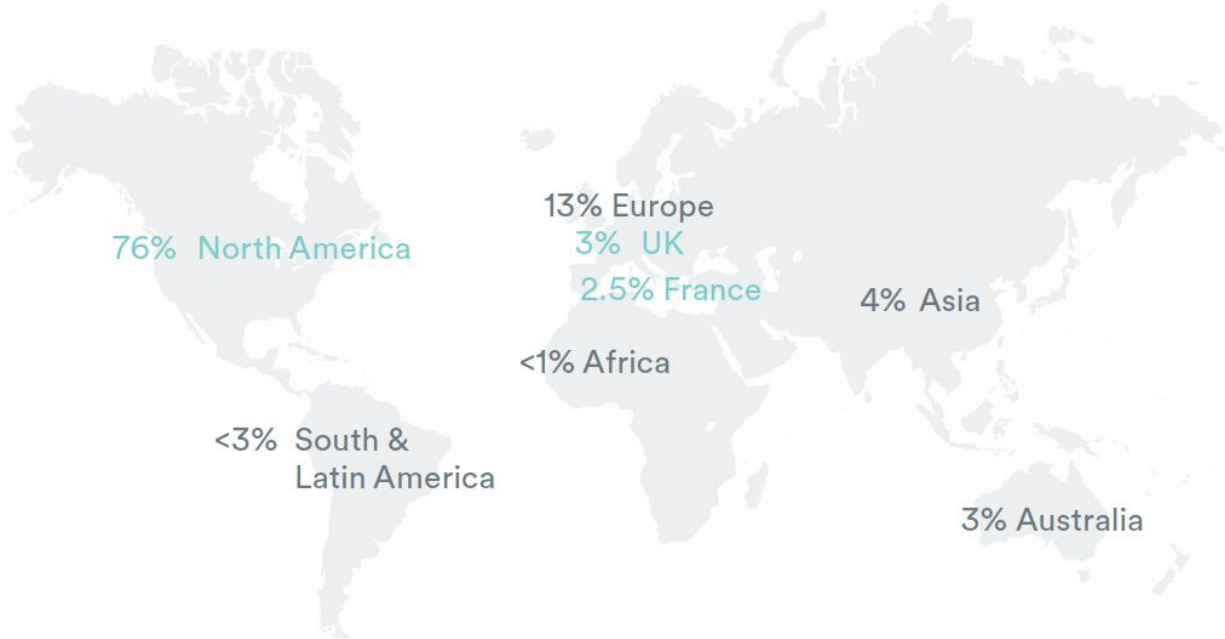 13% Europe
76% North America
3% UK
2.5% France
4% Asia
<1% Africa
<3% South &
Latin America
3% Australia